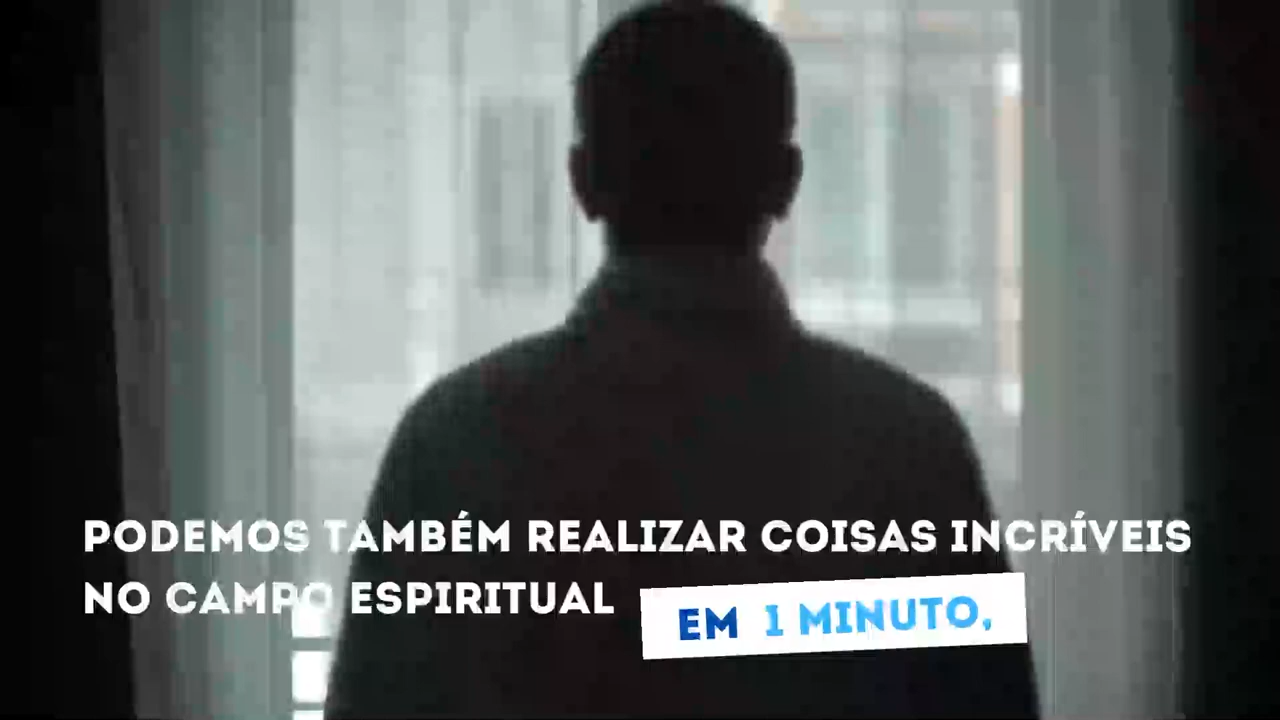 PODEMOS TAMBÉM REALIZAR COISAS INCRÍVEIS
NO CAMPO ESPIRITUAL EM 1 MINUTO,